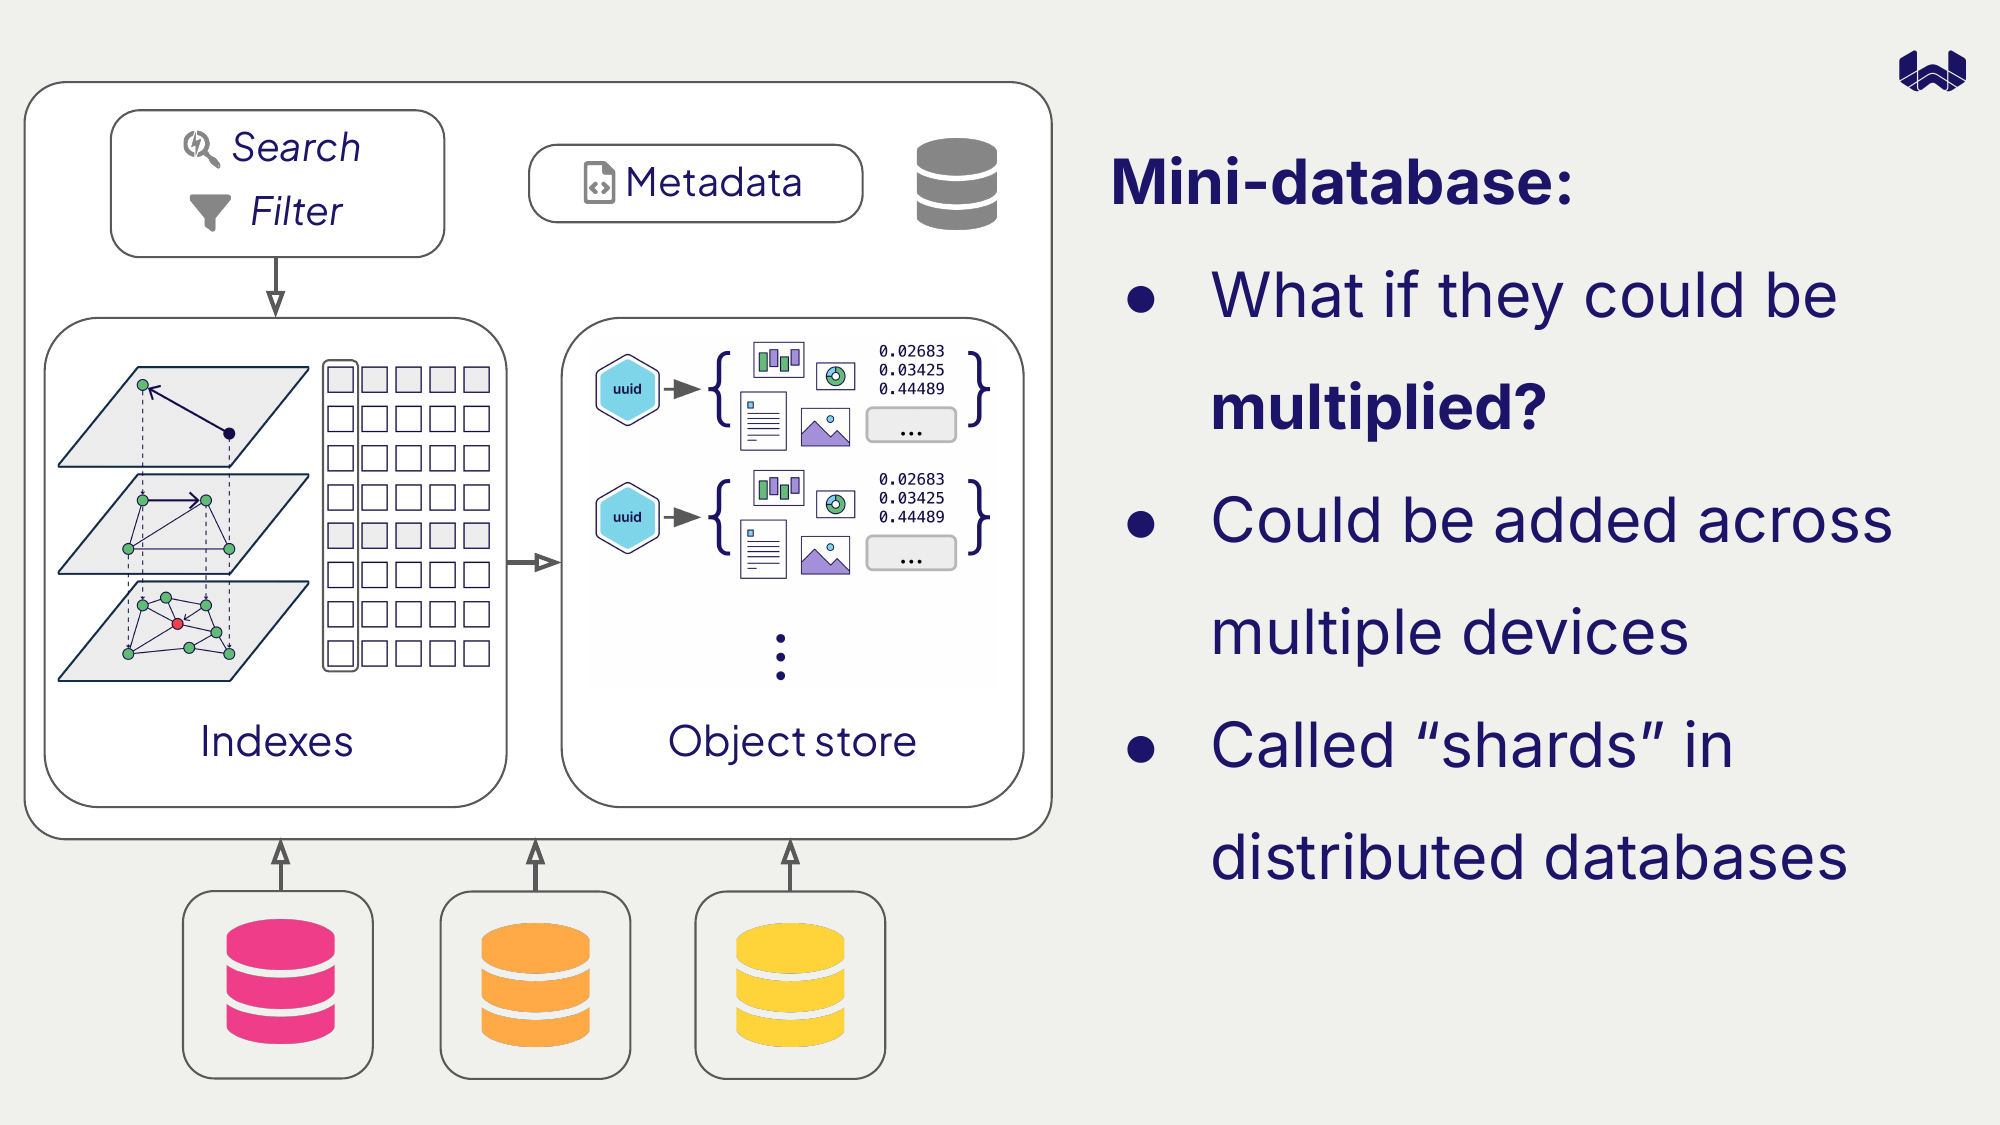 Search
Filter
Metadata
Indexes
uuid
0.02683
0.03425
0.44489
...
uuid
0.02683
0.03425
0.44489
...
Object store
Mini-database:
● What if they could be
multiplied?
● Could be added across
multiple devices
● Called “shards” in
distributed databases